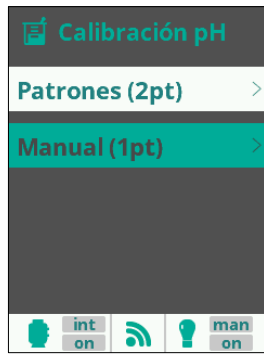 Calibración pH
Patrones (2pt)
Manual (1pt)
int
on
man
on